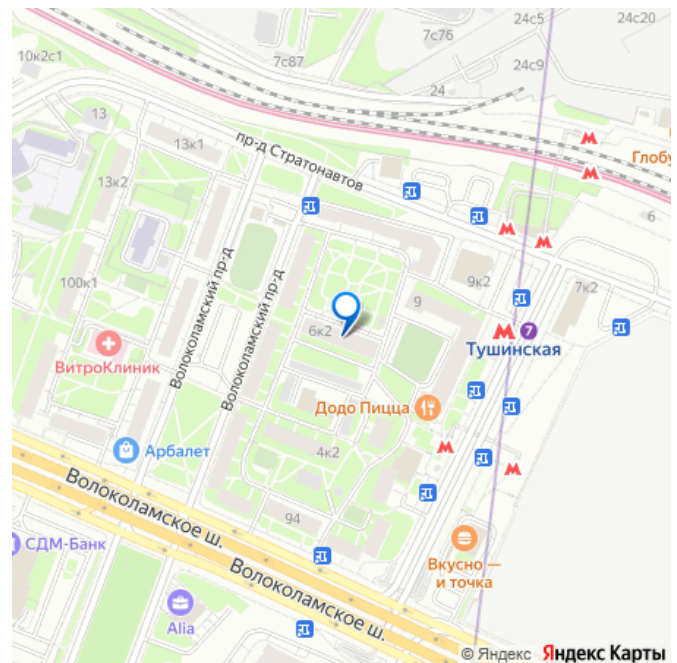 24с5
24с20
7с76
10к2с1
7с87
24с9
24
13
13к1
пр-д Стратонавтов
Глобу
13к2
6
100к1
Волоколамский пр-д
Волоколамский пр-д
9к2
7к2
9
6к2
7
Тушинская
ВитроКлиник
Додо Пицца
Арбалет
4к2
Волоколамское ш.
94
СДМ-Банк
Вкусно —
и точка
Волоколамское ш.
Alia
© Яндекс Яндекс Карты